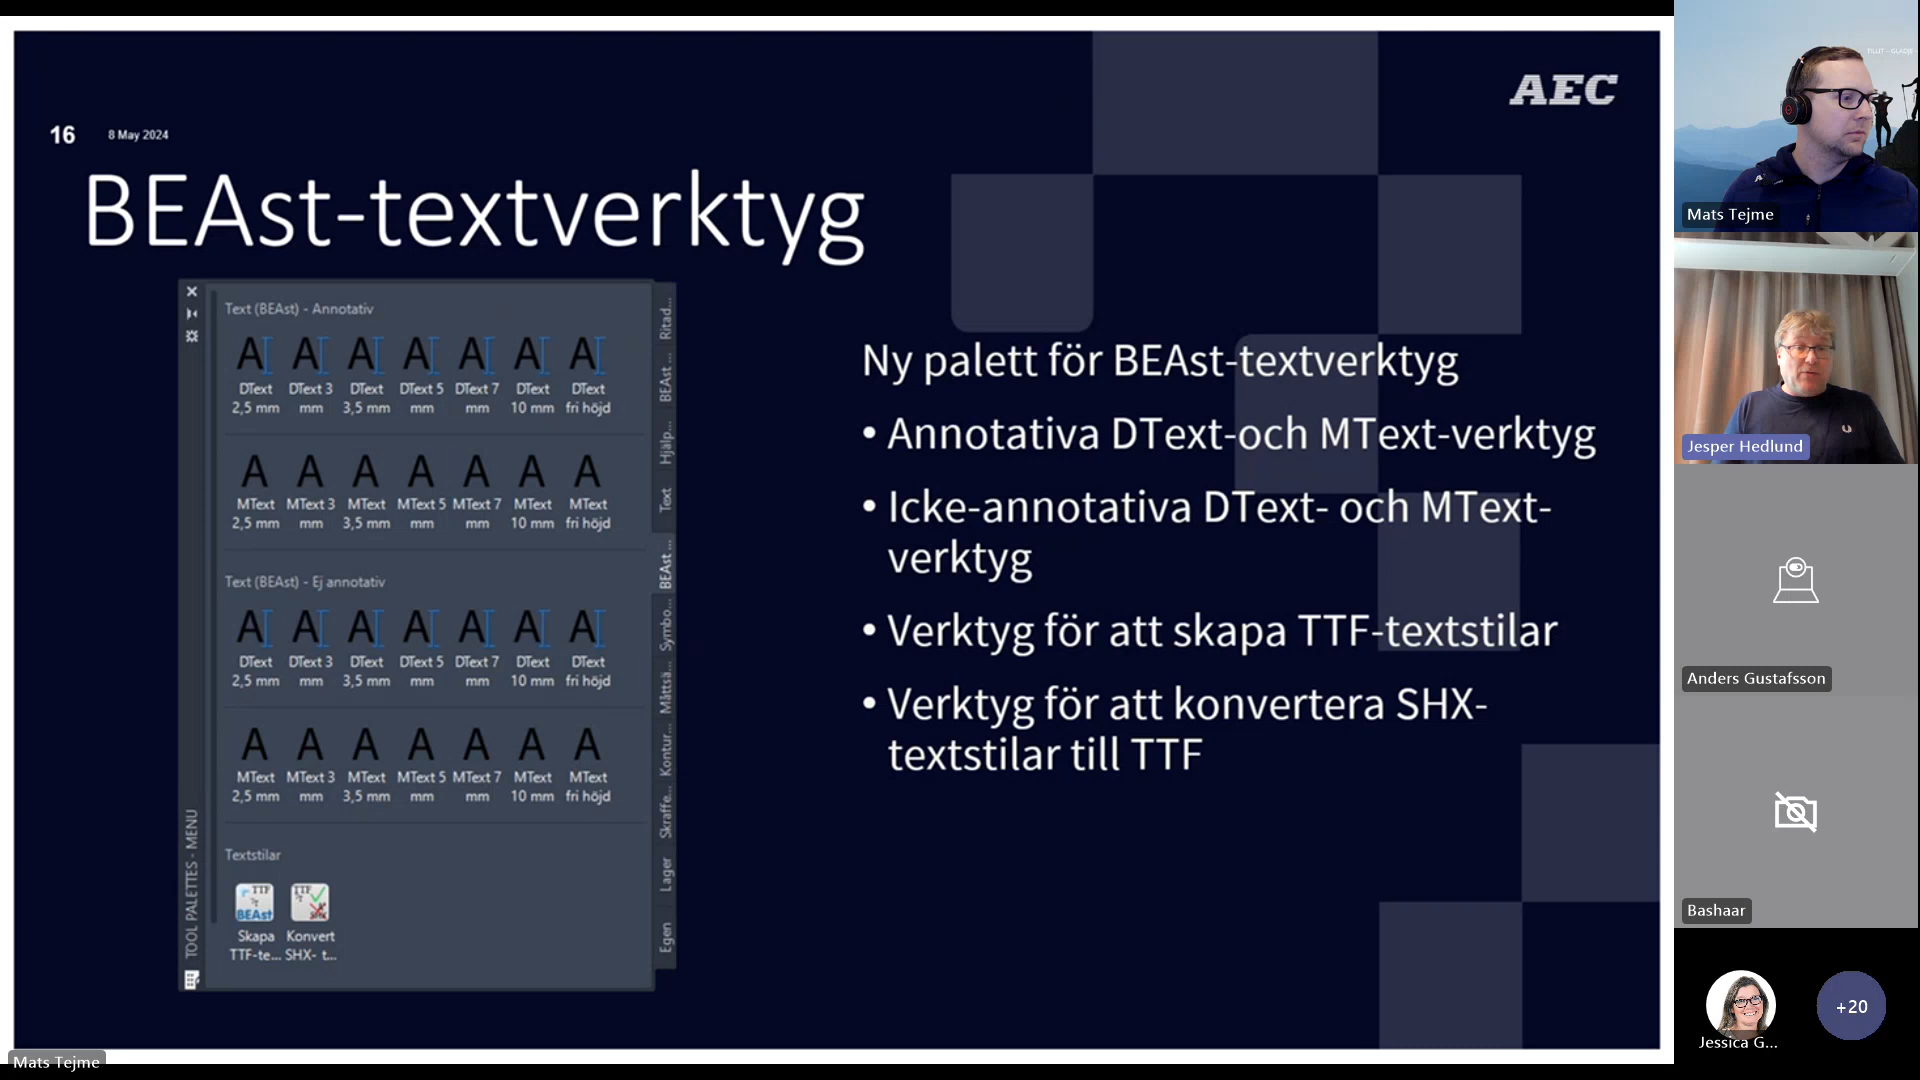 AEC
16
8 May 2024
BEAst-textverktyg
Text (BEAst) - Annotativ
DText 2,5 mm
DText 3 mm
DText 3,5 mm
DText 5 mm
DText 7 mm
DText 10 mm
DText fri höjd
MText 2,5 mm
MText 3 mm
MText 3,5 mm
MText 5 mm
MText 7 mm
MText 10 mm
MText fri höjd
Text (BEAst) - Ej annotativ
DText 2,5 mm
DText 3 mm
DText 3,5 mm
DText 5 mm
DText 7 mm
DText 10 mm
DText fri höjd
MText 2,5 mm
MText 3 mm
MText 3,5 mm
MText 5 mm
MText 7 mm
MText 10 mm
MText fri höjd
Textstilar
TTF
BEAst
TTF
SHX
Skapa TTF-te...
Konvert SHX- t...
TOOL PALETTES - MENU
Ritad...
BEAst ...
Hjälp...
Text
BEAst ...
Symbo...
Måttsä...
Kontur...
Skraffe...
Lager
Egen
Ny palett för BEAst-textverktyg
• Annotativa DText-och MText-verktyg
• Icke-annotativa DText- och MText-
verktyg
• Verktyg för att skapa TTF-textstilar
• Verktyg för att konvertera SHX-
textstilar till TTF
Mats Tejme
Mats Tejme
Jesper Hedlund
Anders Gustafsson
Bashaar
Jessica G...
+20